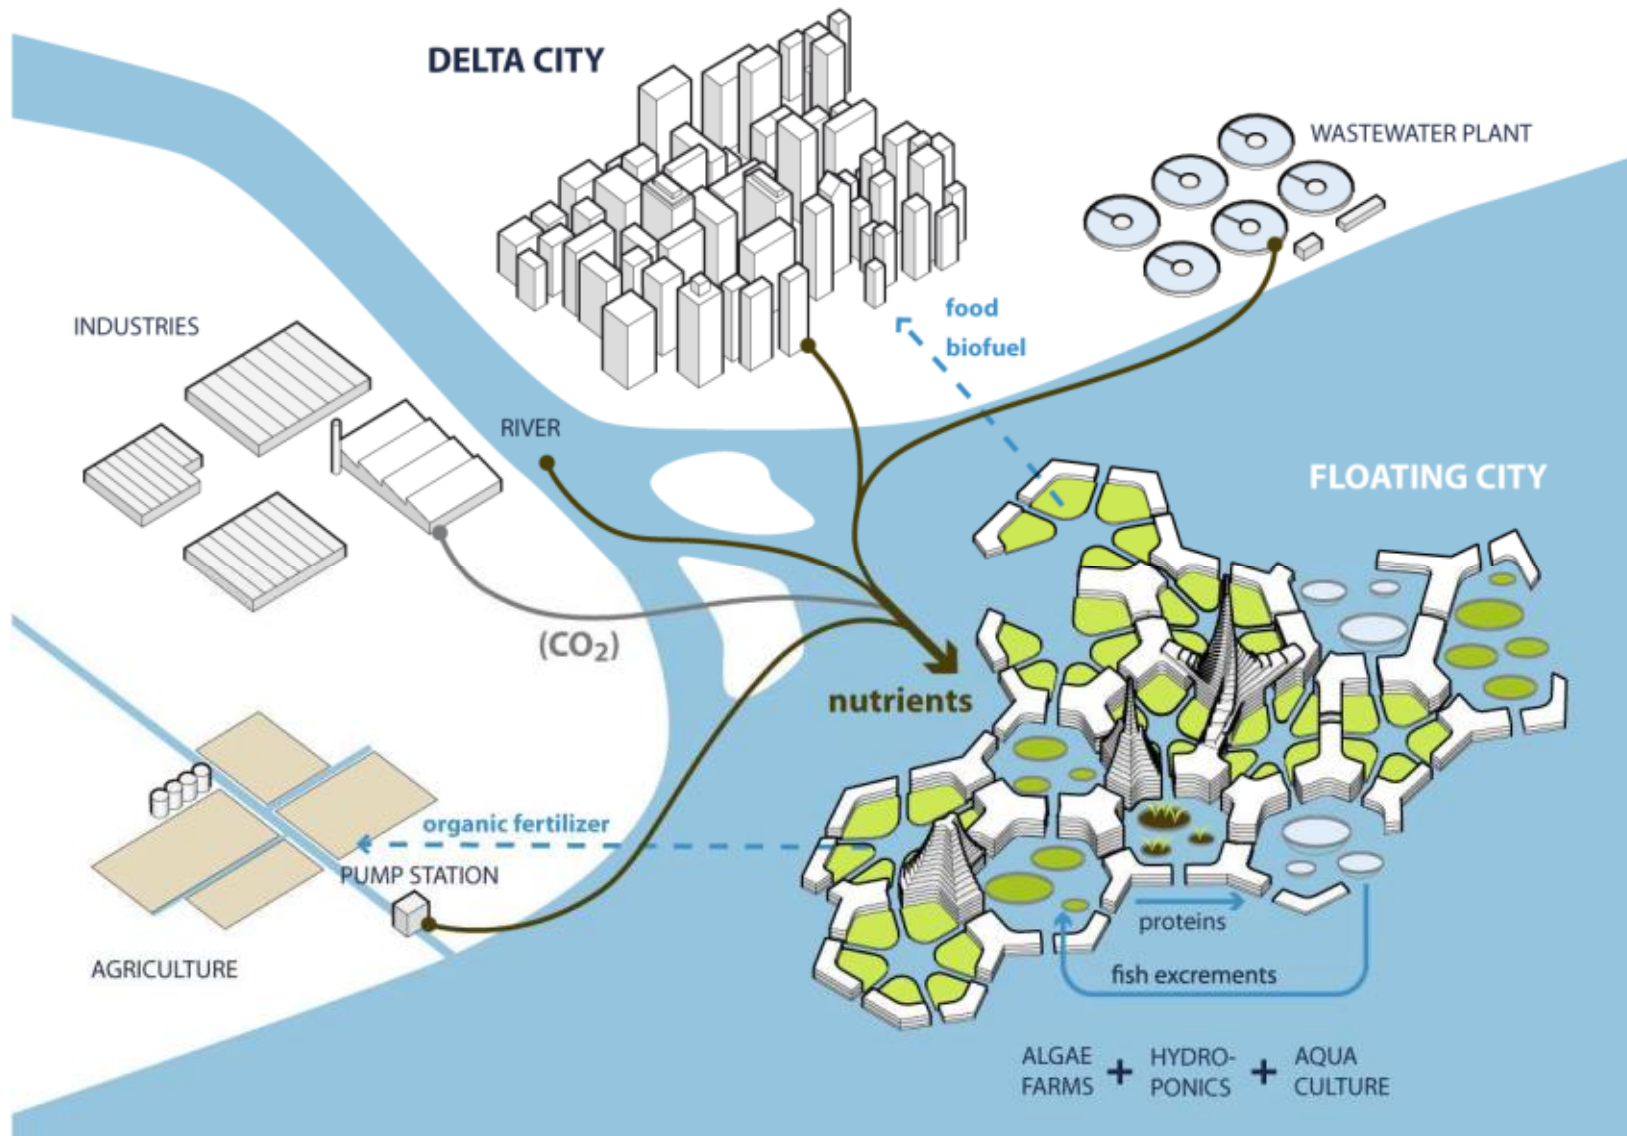 DELTA CITY
WASTEWATER PLANT
food
biofuel
INDUSTRIES
RIVER
FLOATING CITY
(CO₂)
nutrients
organic fertilizer
PUMP STATION
AGRICULTURE
proteins
fish excrements
ALGAE
FARMS
+
HYDRO-
PONICS
+
AQUA
CULTURE